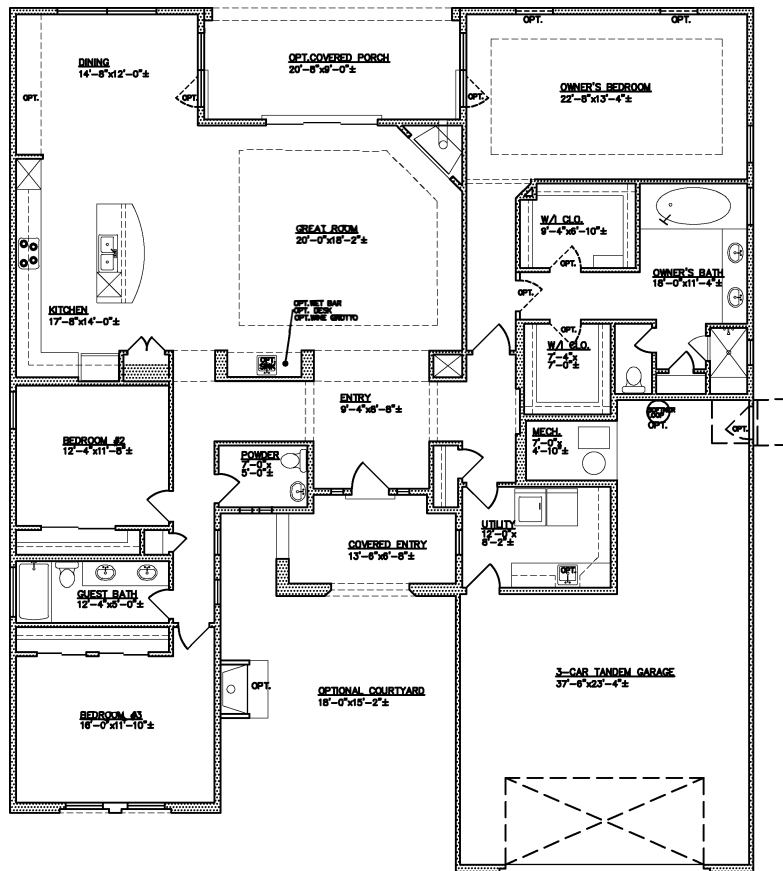 OPT.
OPT.
DINING
14'-8"x12'-0"±
OPT.COVERED PORCH
20'-8"x9'-0"±
OWNER'S BEDROOM
22'-8"x13'-4"±
OPT.
OPT.
OPT.
GREAT ROOM
20'-0"x18'-2"±
W/I CLO.
9'-4"x6'-10"±
OPT.
OWNER'S BATH
18'-0"x11'-4"±
OPT.
KITCHEN
17'-8"x14'-0"±
OPT.WET BAR
OPT. DESK
OPT.WINE GROTTO
OPT.
SINK
OPT.
W/I CLO.
7'-4"x
7'-0"±
ENTRY
9'-4"x8'-8"±
SOFTNER
LOOP
OPT.
OPT.
BEDROOM #2
12'-4"x11'-8"±
POWDER
7'-0"x
5'-0"±
MECH.
7'-0"x
4'-10"±
UTILITY
12'-0"x
8'-2"±
COVERED ENTRY
13'-6"x6'-8"±
OPT.
GUEST BATH
12'-4"x5'-0"±
3-CAR TANDEM GARAGE
37'-6"x23'-4"±
OPT.
OPTIONAL COURTYARD
18'-0"x15'-2"±
BEDROOM #3
16'-0"x11'-10"±